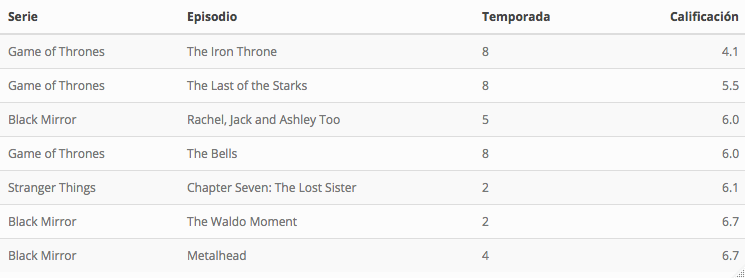 Serie Episodio Temporada Calificación
Game of Thrones The Iron Throne 8 4.1
Game of Thrones The Last of the Starks 8 5.5
Black Mirror Rachel, Jack and Ashley Too 5 6.0
Game of Thrones The Bells 8 6.0
Stranger Things Chapter Seven: The Lost Sister 2 6.1
Black Mirror The Waldo Moment 2 6.7
Black Mirror Metalhead 4 6.7